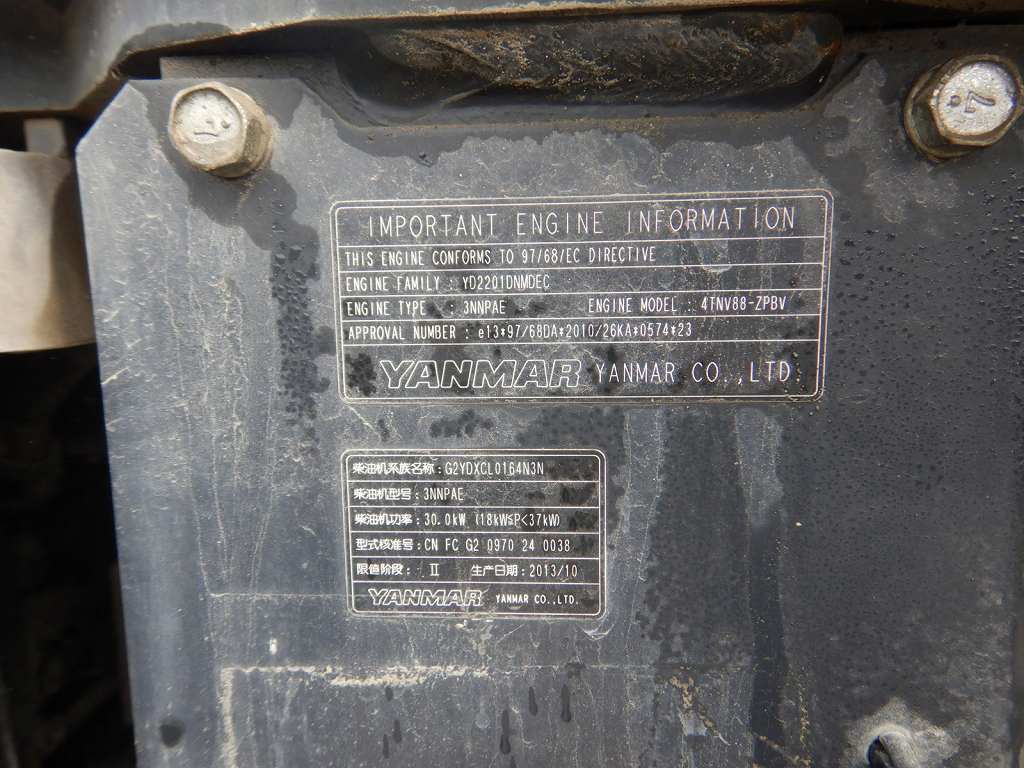 IMPORTANT ENGINE INFORMATION
THIS ENGINE CONFORMS TO 97/68/EC DIRECTIVE
ENGINE FAMILY : YD2201DNMDEC
ENGINE TYPE : 3NNPAE ENGINE MODEL : 4TNV88-ZPBV
APPROVAL NUMBER : e13*97/68DA*2010/26KA*0574*23
YANMAR YANMAR CO.,LTD.
柴油机系族名称：G2YDXCL0164N3N
柴油机型号：3NNPAE
柴油机功率：30.0kW (18kW≤P<37kW)
型式核准号：CN FC G2 0970 24 0038
限值阶段： II 生产日期：2013/10
YANMAR YANMAR CO.,LTD.